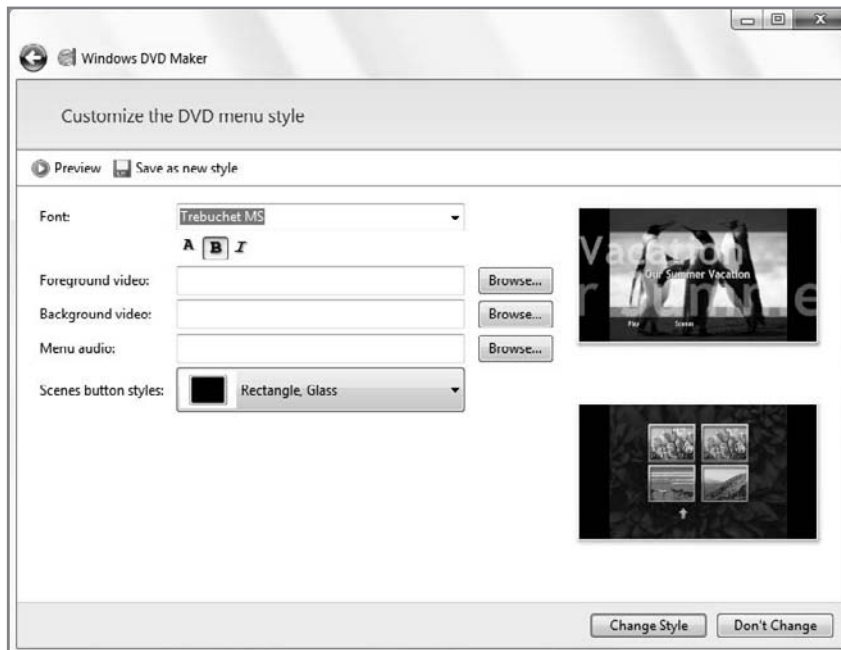 Windows DVD Maker
Customize the DVD menu style
Preview Save as new style
Font: Trebuchet MS
A B I
Foreground video: Browse...
Background video: Browse...
Menu audio: Browse...
Scenes button styles: Rectangle, Glass
Vacation
Our Summer Vacation
r Summe
Play Scenes
Change Style Don't Change